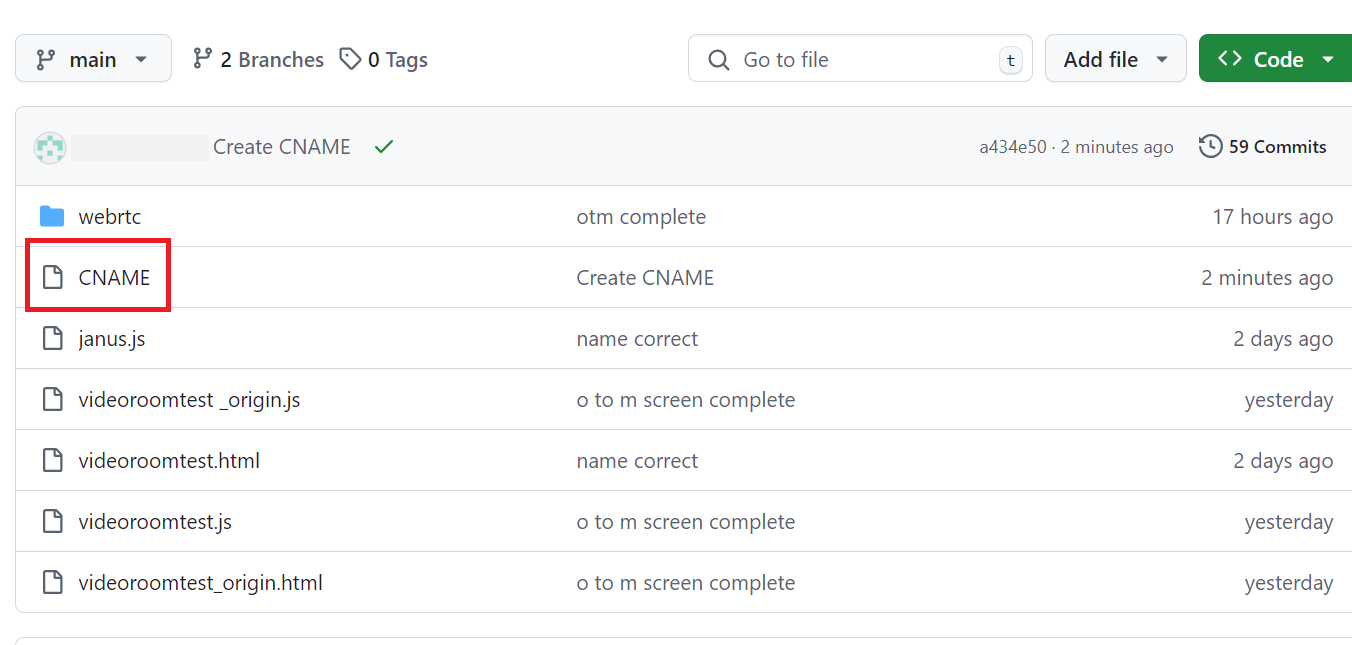 main 2 Branches 0 Tags Go to file t Add file <> Code
Create CNAME a434e50 · 2 minutes ago 59 Commits
webrtc otm complete 17 hours ago
CNAME Create CNAME 2 minutes ago
janus.js name correct 2 days ago
videoroomtest _origin.js o to m screen complete yesterday
videoroomtest.html name correct 2 days ago
videoroomtest.js o to m screen complete yesterday
videoroomtest_origin.html o to m screen complete yesterday